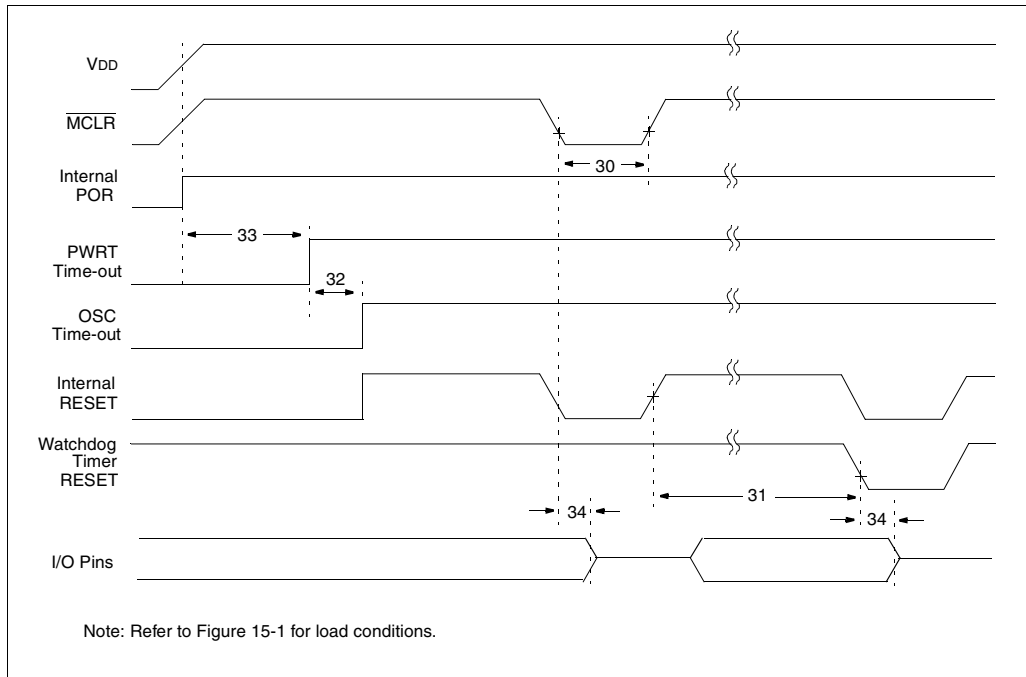 VDD
MCLR
30
Internal
POR
33
PWRT
Time-out
32
OSC
Time-out
Internal
RESET
Watchdog
Timer
RESET
31
34
34
I/O Pins
Note: Refer to Figure 15-1 for load conditions.